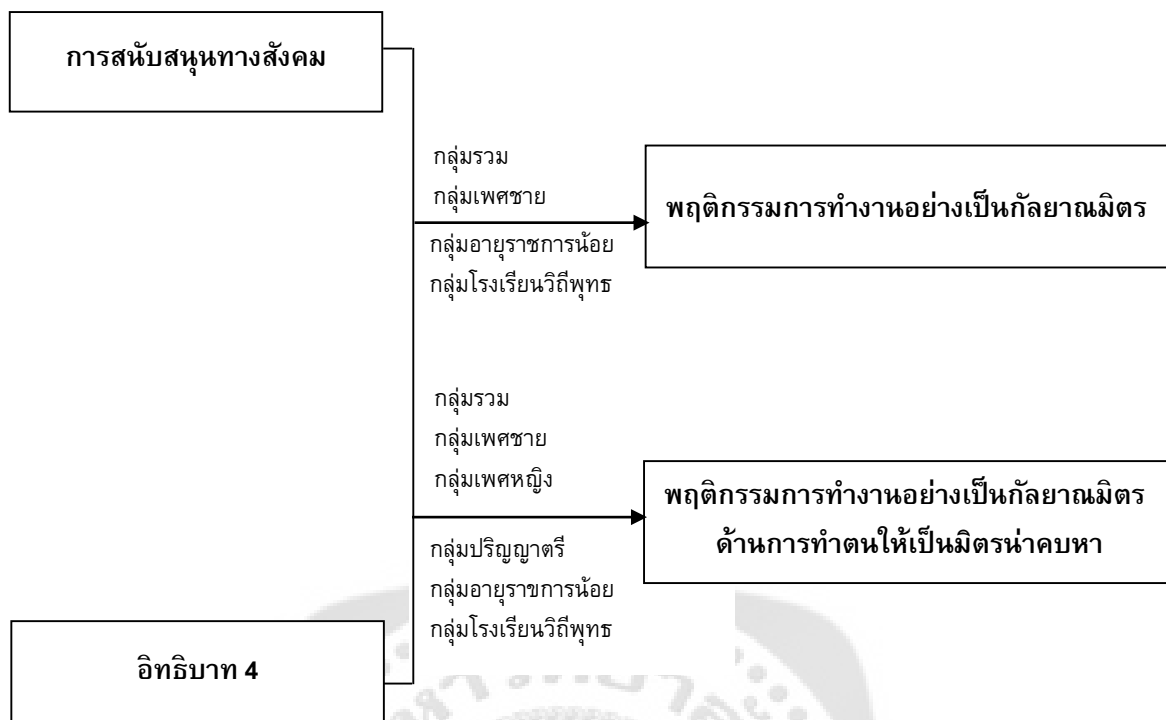 การสนับสนุนทางสังคม
กลุ่มรวม
กลุ่มเพศชาย
กลุ่มอายุราชการน้อย
กลุ่มโรงเรียนวิถีพุทธ
พฤติกรรมการทำงานอย่างเป็นกัลยาณมิตร
กลุ่มรวม
กลุ่มเพศชาย
กลุ่มเพศหญิง
กลุ่มปริญญาตรี
กลุ่มอายุราขการน้อย
กลุ่มโรงเรียนวิถีพุทธ
พฤติกรรมการทำงานอย่างเป็นกัลยาณมิตร
ด้านการทำตนให้เป็นมิตรน่าคบหา
อิทธิบาท 4